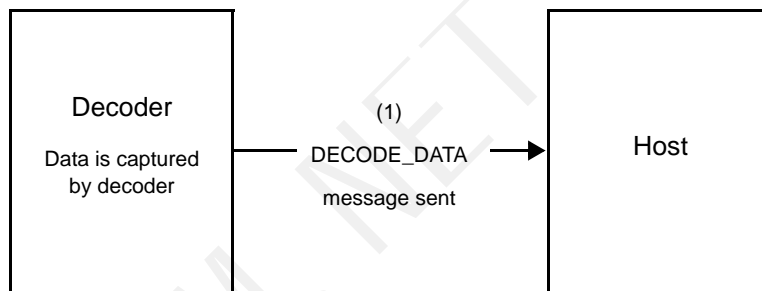 Decoder
Data is captured
by decoder
(1)
DECODE_DATA
message sent
Host